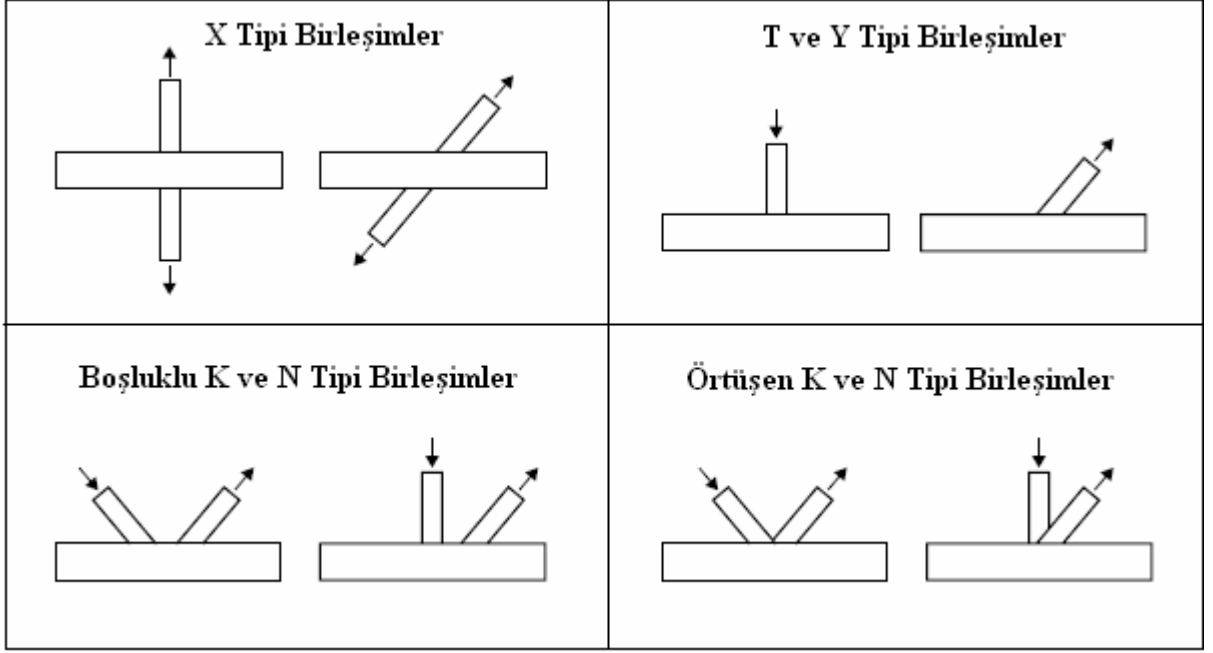 X Tipi Birleşimler
T ve Y Tipi Birleşimler
Boşluklu K ve N Tipi Birleşimler
Örtüşen K ve N Tipi Birleşimler